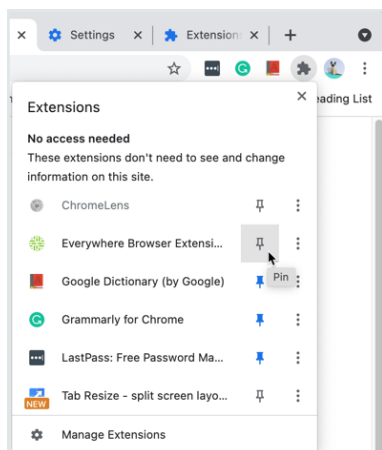 Settings
Extension
Extensions
eading List
No access needed
These extensions don't need to see and change
information on this site.
ChromeLens
Everywhere Browser Extensi...
Google Dictionary (by Google)
Pin
Grammarly for Chrome
LastPass: Free Password Ma...
Tab Resize - split screen layo...
NEW
Manage Extensions